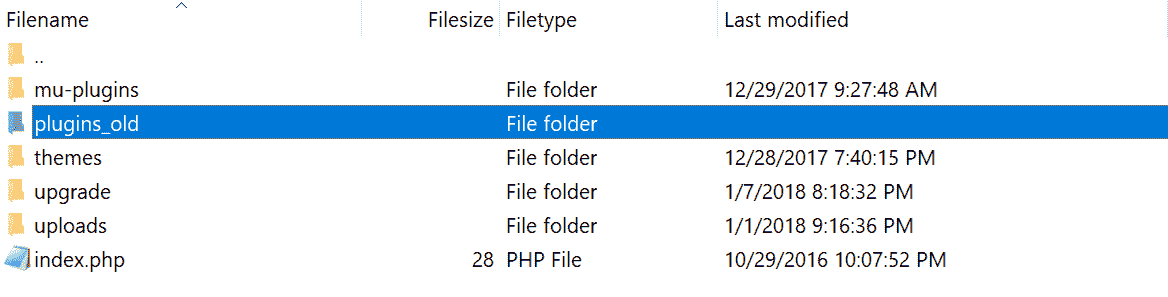 Filename Filesize Filetype Last modified
..
mu-plugins File folder 12/29/2017 9:27:48 AM
plugins_old File folder
themes File folder 12/28/2017 7:40:15 PM
upgrade File folder 1/7/2018 8:18:32 PM
uploads File folder 1/1/2018 9:16:36 PM
index.php 28 PHP File 10/29/2016 10:07:52 PM